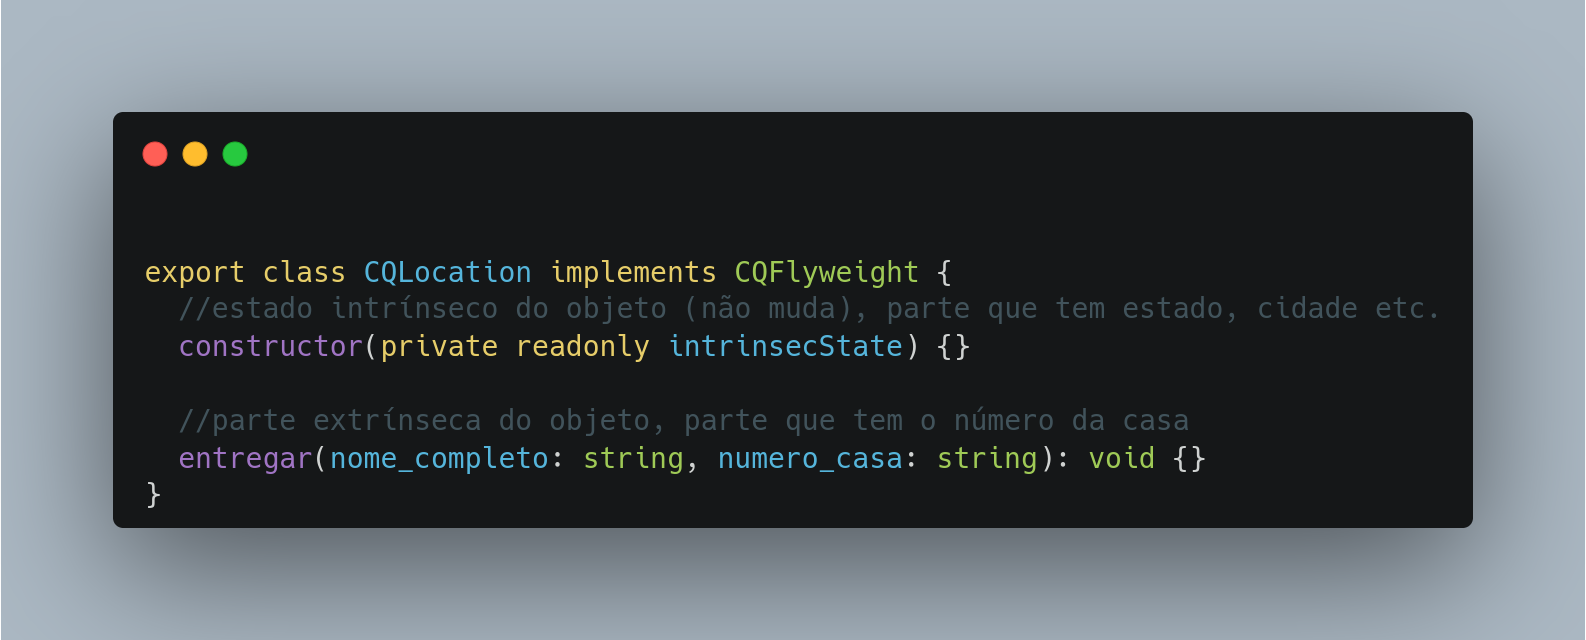 export class CQLocation implements CQFlyweight {
//estado intrínseco do objeto (não muda), parte que tem estado, cidade etc.
constructor(private readonly intrinsecState) {}
//parte extrínseca do objeto, parte que tem o número da casa
entregar(nome_completo: string, numero_casa: string): void {}
}